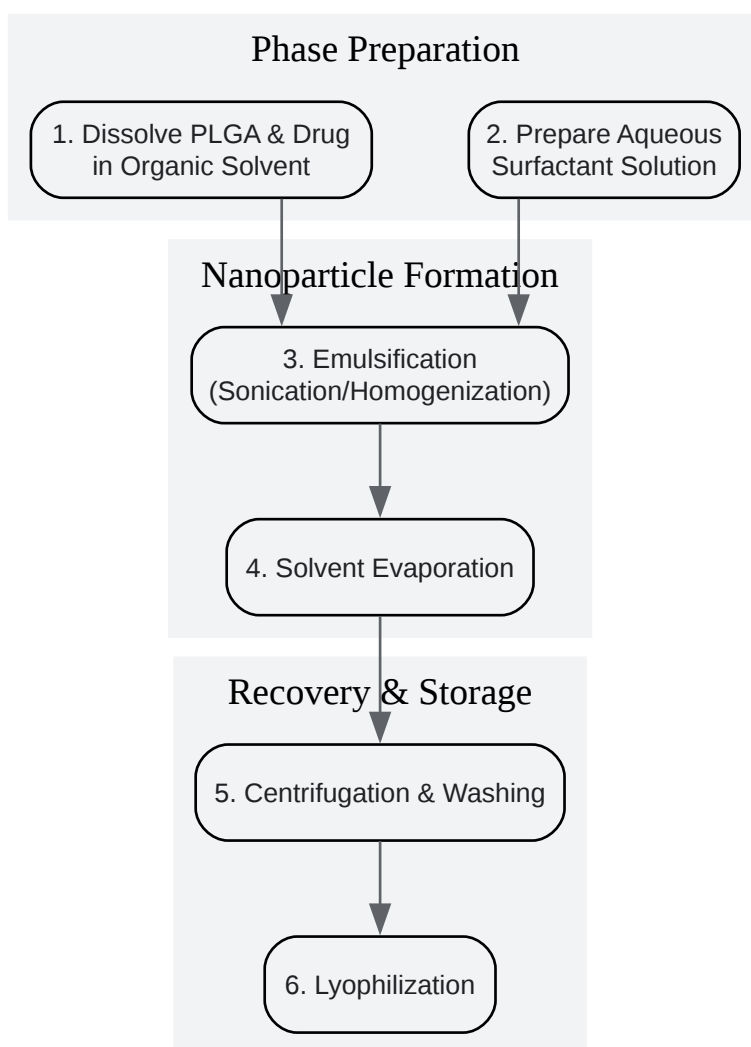 Phase Preparation
1. Dissolve PLGA & Drug
in Organic Solvent
2. Prepare Aqueous
Surfactant Solution
Nanoparticle Formation
3. Emulsification
(Sonication/Homogenization)
4. Solvent Evaporation
Recovery & Storage
5. Centrifugation & Washing
6. Lyophilization